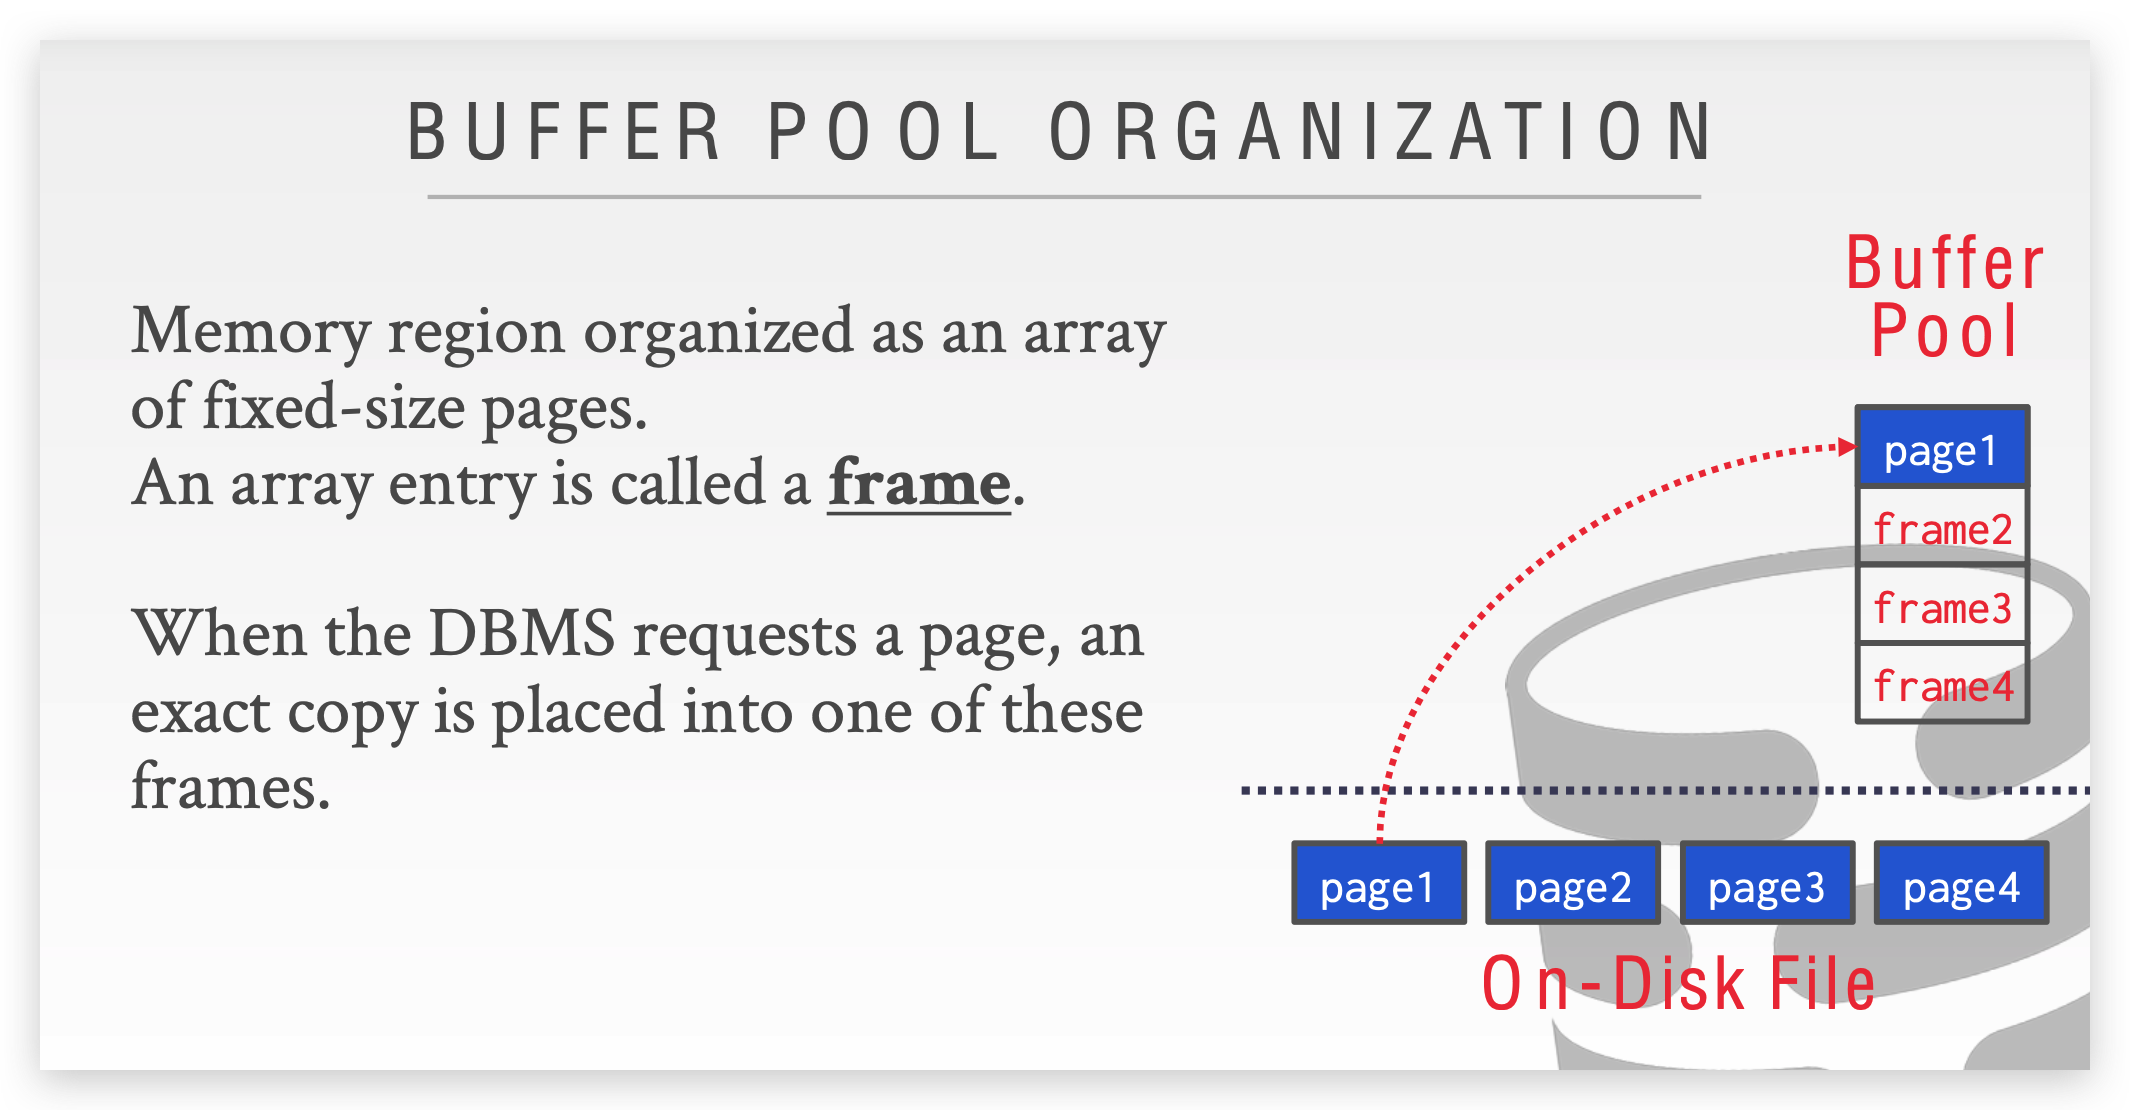 BUFFER POOL ORGANIZATION
Memory region organized as an array
of fixed-size pages.
An array entry is called a frame.
When the DBMS requests a page, an
exact copy is placed into one of these
frames.
Buffer
Pool
page1
frame2
frame3
frame4
page1 page2 page3 page4
On-Disk File